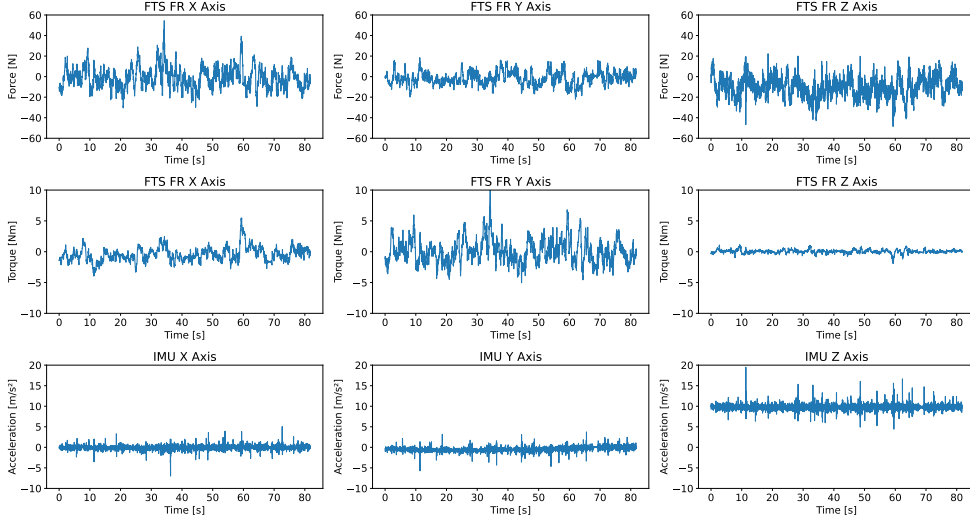 FTS FR X Axis
60
40
20
0
−20
−40
−60
Force [N]
0 10 20 30 40 50 60 70 80
Time [s]
FTS FR Y Axis
60
40
20
0
−20
−40
−60
Force [N]
0 10 20 30 40 50 60 70 80
Time [s]
FTS FR Z Axis
60
40
20
0
−20
−40
−60
Force [N]
0 10 20 30 40 50 60 70 80
Time [s]
FTS FR X Axis
10
5
0
−5
−10
Torque [Nm]
0 10 20 30 40 50 60 70 80
Time [s]
FTS FR Y Axis
10
5
0
−5
−10
Torque [Nm]
0 10 20 30 40 50 60 70 80
Time [s]
FTS FR Z Axis
10
5
0
−5
−10
Torque [Nm]
0 10 20 30 40 50 60 70 80
Time [s]
IMU X Axis
20
15
10
5
0
−5
−10
Acceleration [m/s²]
0 10 20 30 40 50 60 70 80
Time [s]
IMU Y Axis
20
15
10
5
0
−5
−10
Acceleration [m/s²]
0 10 20 30 40 50 60 70 80
Time [s]
IMU Z Axis
20
15
10
5
0
−5
−10
Acceleration [m/s²]
0 10 20 30 40 50 60 70 80
Time [s]